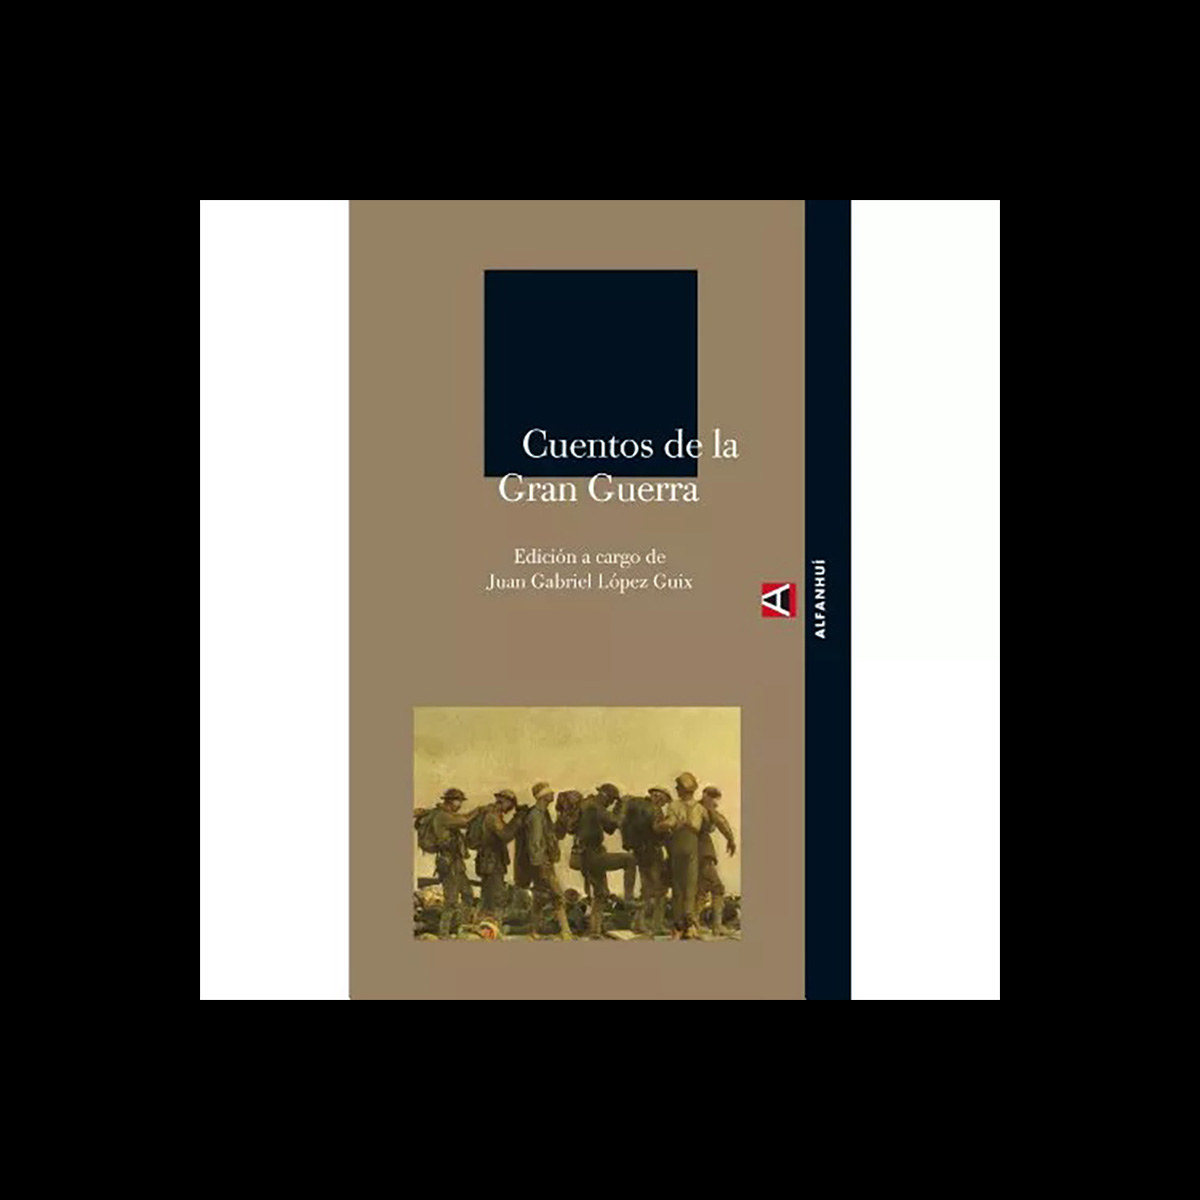 Cuentos de la
Gran Guerra
Edición a cargo de
Juan Gabriel López Guix
A
ALFANHUÍ